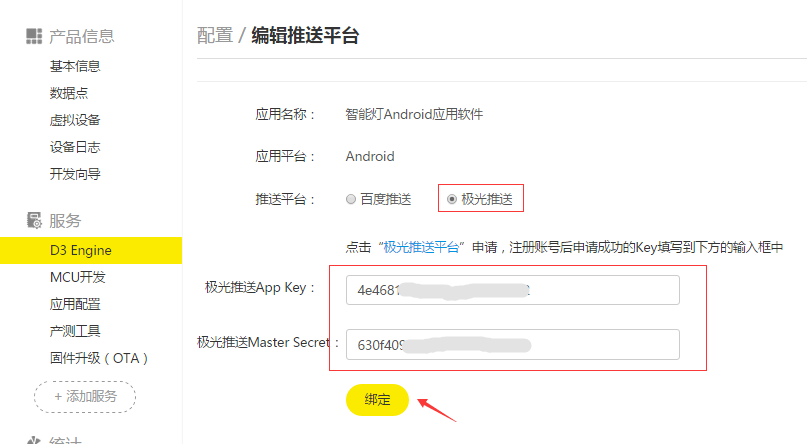 产品信息
基本信息
数据点
虚拟设备
设备日志
开发向导
服务
D3 Engine
MCU开发
应用配置
产测工具
固件升级（OTA）
+ 添加服务
统计
配置 / 编辑推送平台
应用名称： 智能灯Android应用软件
应用平台： Android
推送平台： 百度推送 极光推送
点击“极光推送平台”申请，注册账号后申请成功的Key填写到下方的输入框中
极光推送App Key： 4e4681
极光推送Master Secret： 630f409
绑定